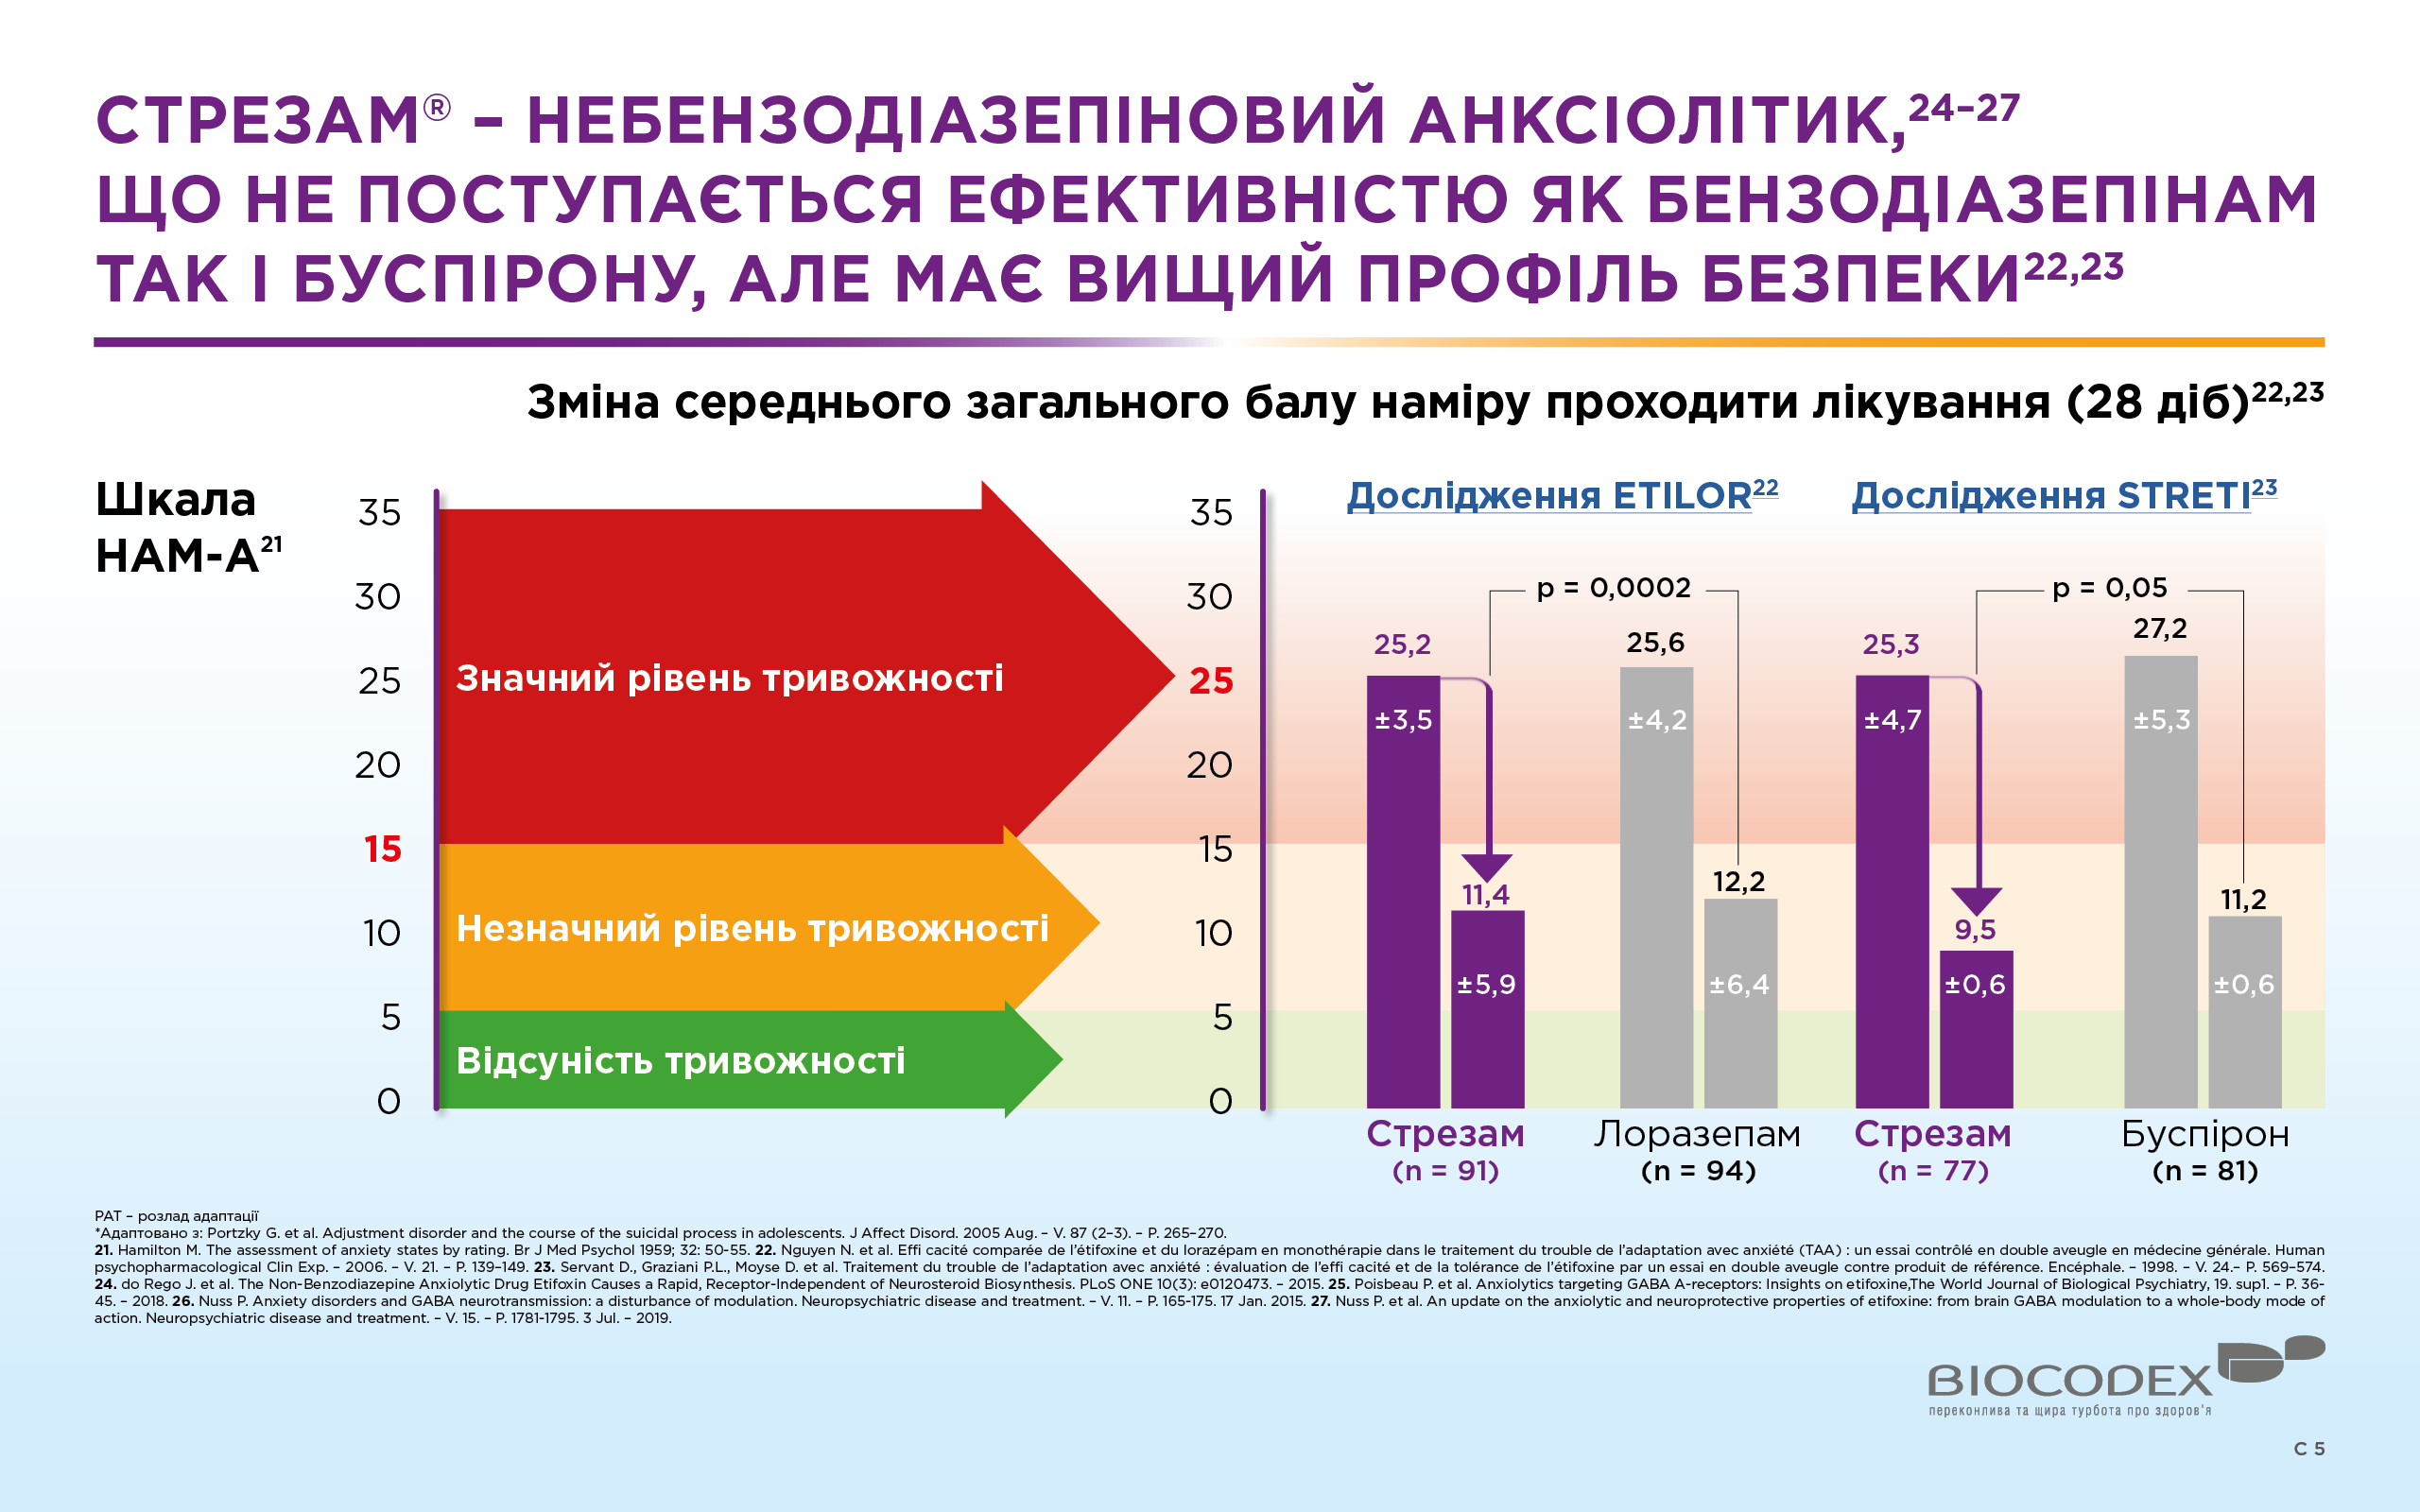 СТРЕЗАМ® – НЕБЕНЗОДІАЗЕПІНОВИЙ АНКСІОЛІТИК,24–27
ЩО НЕ ПОСТУПАЄТЬСЯ ЕФЕКТИВНІСТЮ ЯК БЕНЗОДІАЗЕПІНАМ
ТАК І БУСПІРОНУ, АЛЕ МАЄ ВИЩИЙ ПРОФІЛЬ БЕЗПЕКИ22,23
Зміна середнього загального балу наміру проходити лікування (28 діб)22,23
Шкала
НАМ-А21
35
30
25
20
15
10
5
0
Значний рівень тривожності
Незначний рівень тривожності
Відсуність тривожності
35
30
25
20
15
10
5
0
Дослідження ETILOR22
p = 0,0002
25,2
±3,5
11,4
±5,9
25,6
±4,2
12,2
±6,4
Стрезам
(n = 91)
Лоразепам
(n = 94)
Дослідження STRETI23
p = 0,05
25,3
±4,7
9,5
±0,6
27,2
±5,3
11,2
±0,6
Стрезам
(n = 77)
Буспірон
(n = 81)
РАТ – розлад адаптації
*Адаптовано з: Portzky G. et al. Adjustment disorder and the course of the suicidal process in adolescents. J Affect Disord. 2005 Aug. – V. 87 (2–3). – P. 265–270.
21. Hamilton M. The assessment of anxiety states by rating. Br J Med Psychol 1959; 32: 50-55. 22. Nguyen N. et al. Effi cacité comparée de l’étifoxine et du lorazépam en monothérapie dans le traitement du trouble de l’adaptation avec anxiété (TAA) : un essai contrôlé en double aveugle en médecine générale. Human
psychopharmacological Clin Exp. – 2006. – V. 21. – P. 139–149. 23. Servant D., Graziani P.L., Moyse D. et al. Traitement du trouble de l’adaptation avec anxiété : évaluation de l’effi cacité et de la tolérance de l’étifoxine par un essai en double aveugle contre produit de référence. Encéphale. – 1998. – V. 24.– P. 569–574.
24. do Rego J. et al. The Non-Benzodiazepine Anxiolytic Drug Etifoxin Causes a Rapid, Receptor-Independent of Neurosteroid Biosynthesis. PLoS ONE 10(3): e0120473. – 2015. 25. Poisbeau P. et al. Anxiolytics targeting GABA A-receptors: Insights on etifoxine,The World Journal of Biological Psychiatry, 19. sup1. – P. 36-
45. – 2018. 26. Nuss P. Anxiety disorders and GABA neurotransmission: a disturbance of modulation. Neuropsychiatric disease and treatment. – V. 11. – P. 165-175. 17 Jan. 2015. 27. Nuss P. et al. An update on the anxiolytic and neuroprotective properties of etifoxine: from brain GABA modulation to a whole-body mode of
action. Neuropsychiatric disease and treatment. – V. 15. – P. 1781-1795. 3 Jul. – 2019.
BIOCODEX
переконлива та щира турбота про здоров’я
С 5